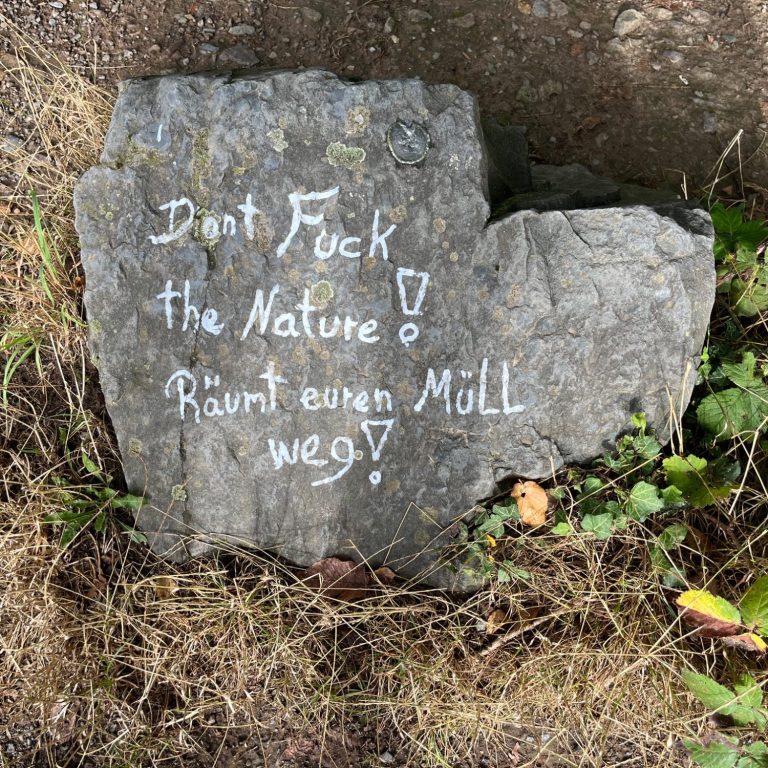 Dont Fuck
the Nature!
Räumt euren Müll
weg!